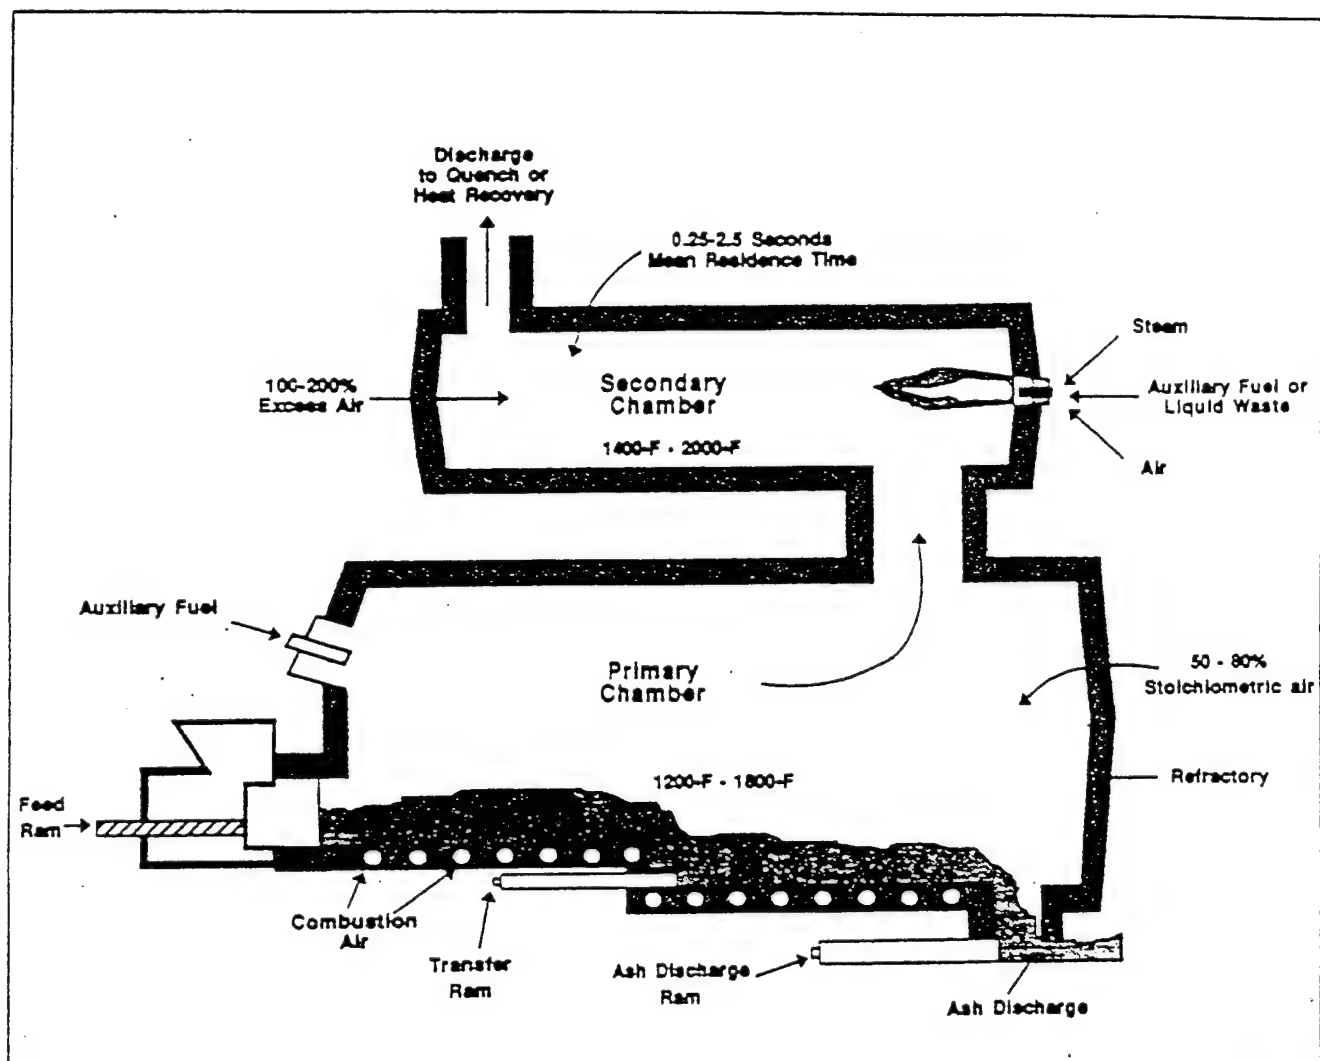 Discharge
to Quench or
Heat Recovery
0.25-2.5 Seconds
Mean Residence Time
Steam
100-200%
Excess Air
Secondary
Chamber
Auxiliary Fuel or
Liquid Waste
1400-F - 2000-F
Air
Auxiliary Fuel
Primary
Chamber
50 - 80%
Stoichiometric air
1200-F - 1800-F
Refractory
Feed
Ram
Combustion
Air
Transfer
Ram
Ash Discharge
Ram
Ash Discharge